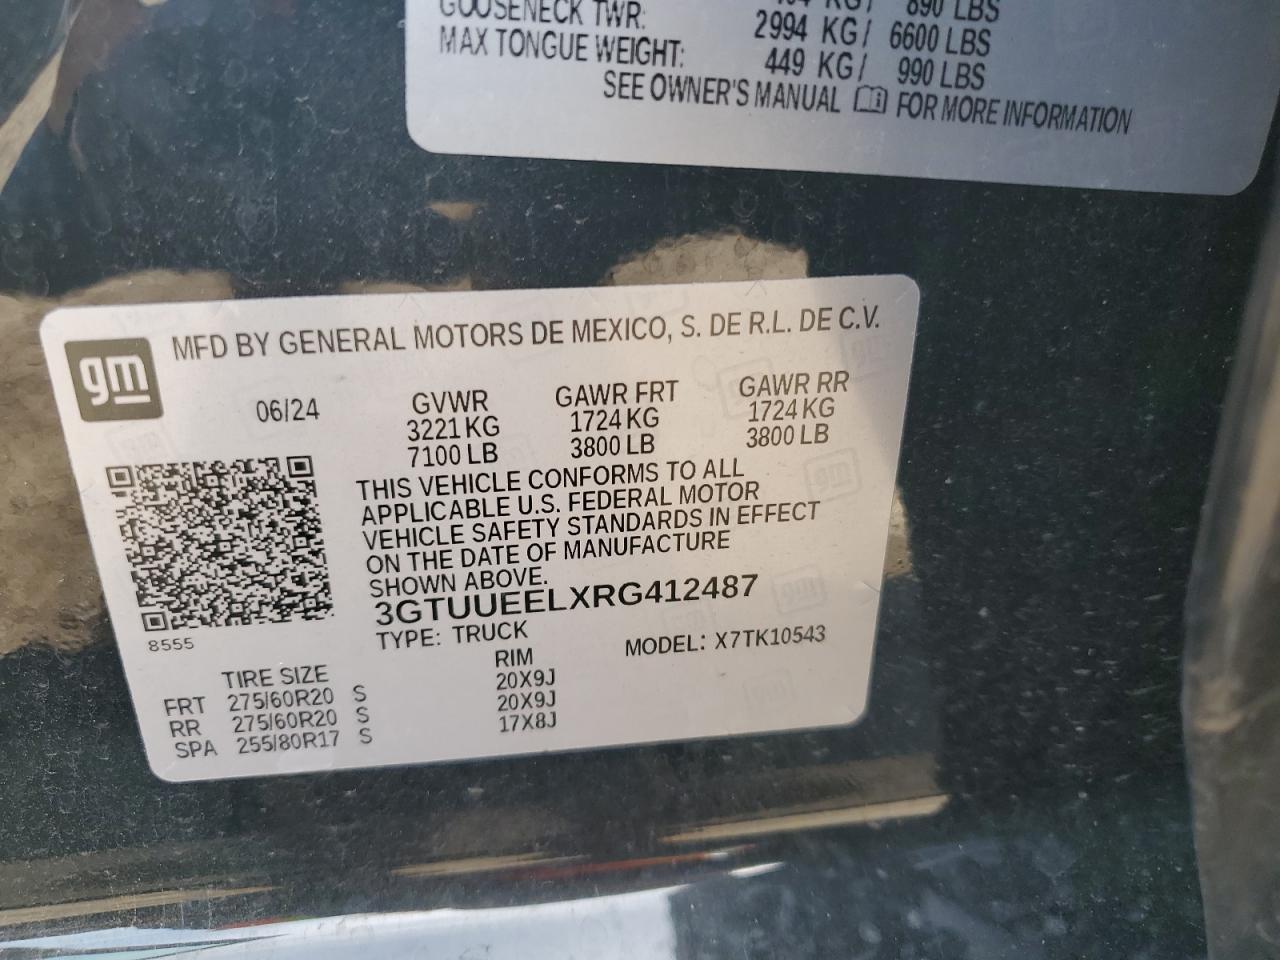 890 LBS
GOOSENECK TWR: 2994 KG/ 6600 LBS
MAX TONGUE WEIGHT: 449 KG/ 990 LBS
SEE OWNER'S MANUAL FOR MORE INFORMATION
gm
MFD BY GENERAL MOTORS DE MEXICO, S. DE R.L. DE C.V.
06/24 GVWR GAWR FRT GAWR RR
3221 KG 1724 KG 1724 KG
7100 LB 3800 LB 3800 LB
THIS VEHICLE CONFORMS TO ALL
APPLICABLE U.S. FEDERAL MOTOR
VEHICLE SAFETY STANDARDS IN EFFECT
ON THE DATE OF MANUFACTURE
SHOWN ABOVE.
3GTUUEELXRG412487
8555
TYPE: TRUCK MODEL: X7TK10543
TIRE SIZE RIM
FRT 275/60R20 S 20X9J
RR 275/60R20 S 20X9J
SPA 255/80R17 S 17X8J